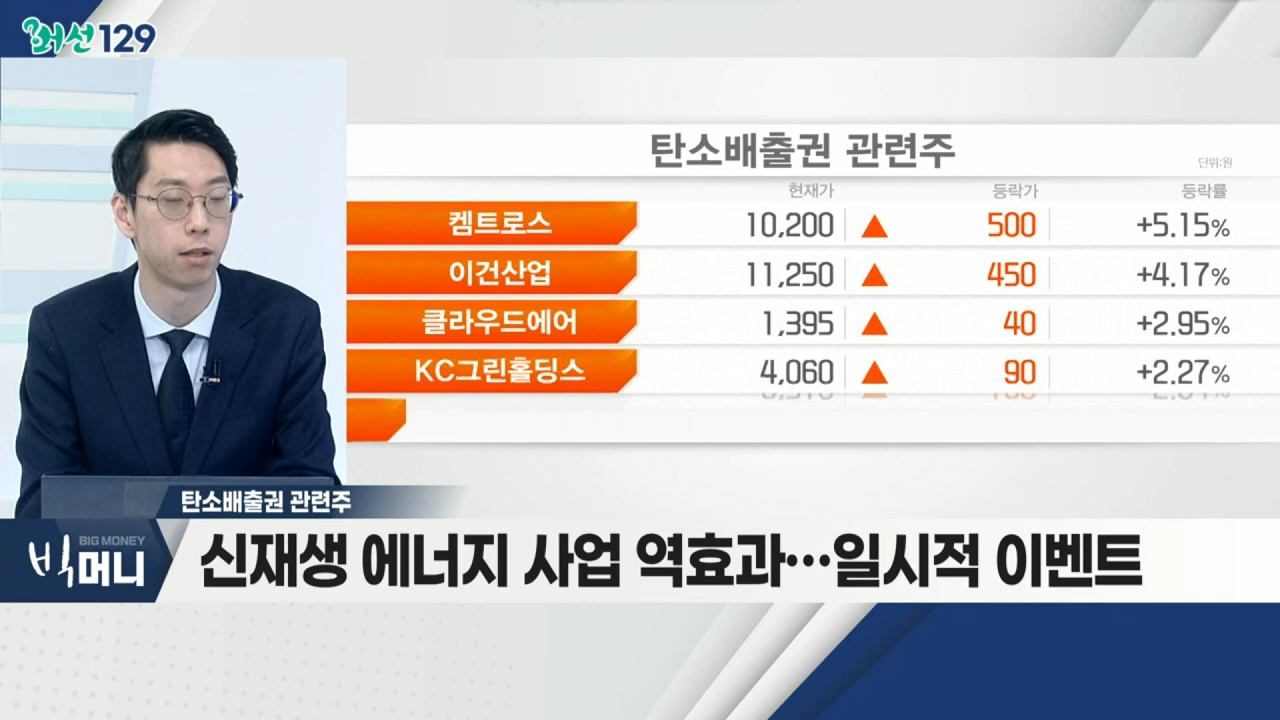 머선129
탄소배출권 관련주
단위:원
현재가 등락가 등락률
켐트로스 10,200 ▲ 500 +5.15%
이건산업 11,250 ▲ 450 +4.17%
클라우드에어 1,395 ▲ 40 +2.95%
KC그린홀딩스 4,060 ▲ 90 +2.27%
탄소배출권 관련주
BIG MONEY
빅머니
신재생 에너지 사업 역효과…일시적 이벤트